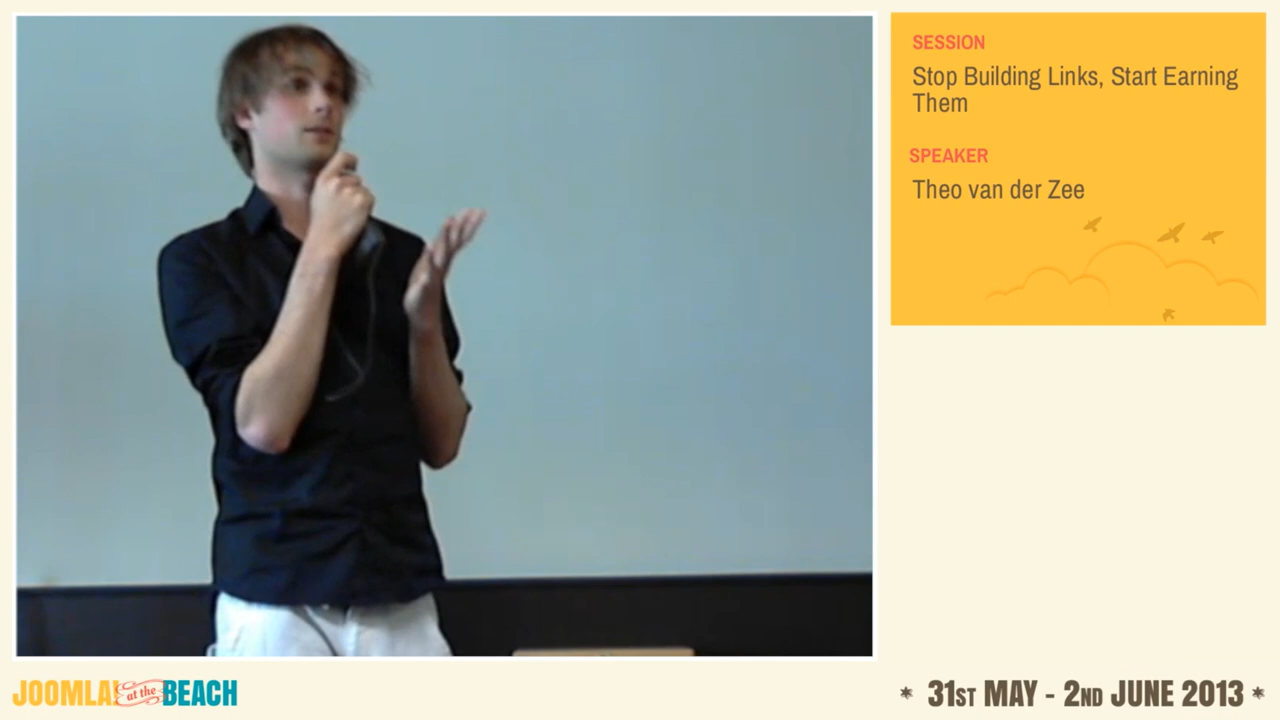 SESSION
Stop Building Links, Start Earning
Them
SPEAKER
Theo van der Zee
JOOMLA! at the BEACH
* 31ST MAY - 2ND JUNE 2013 *